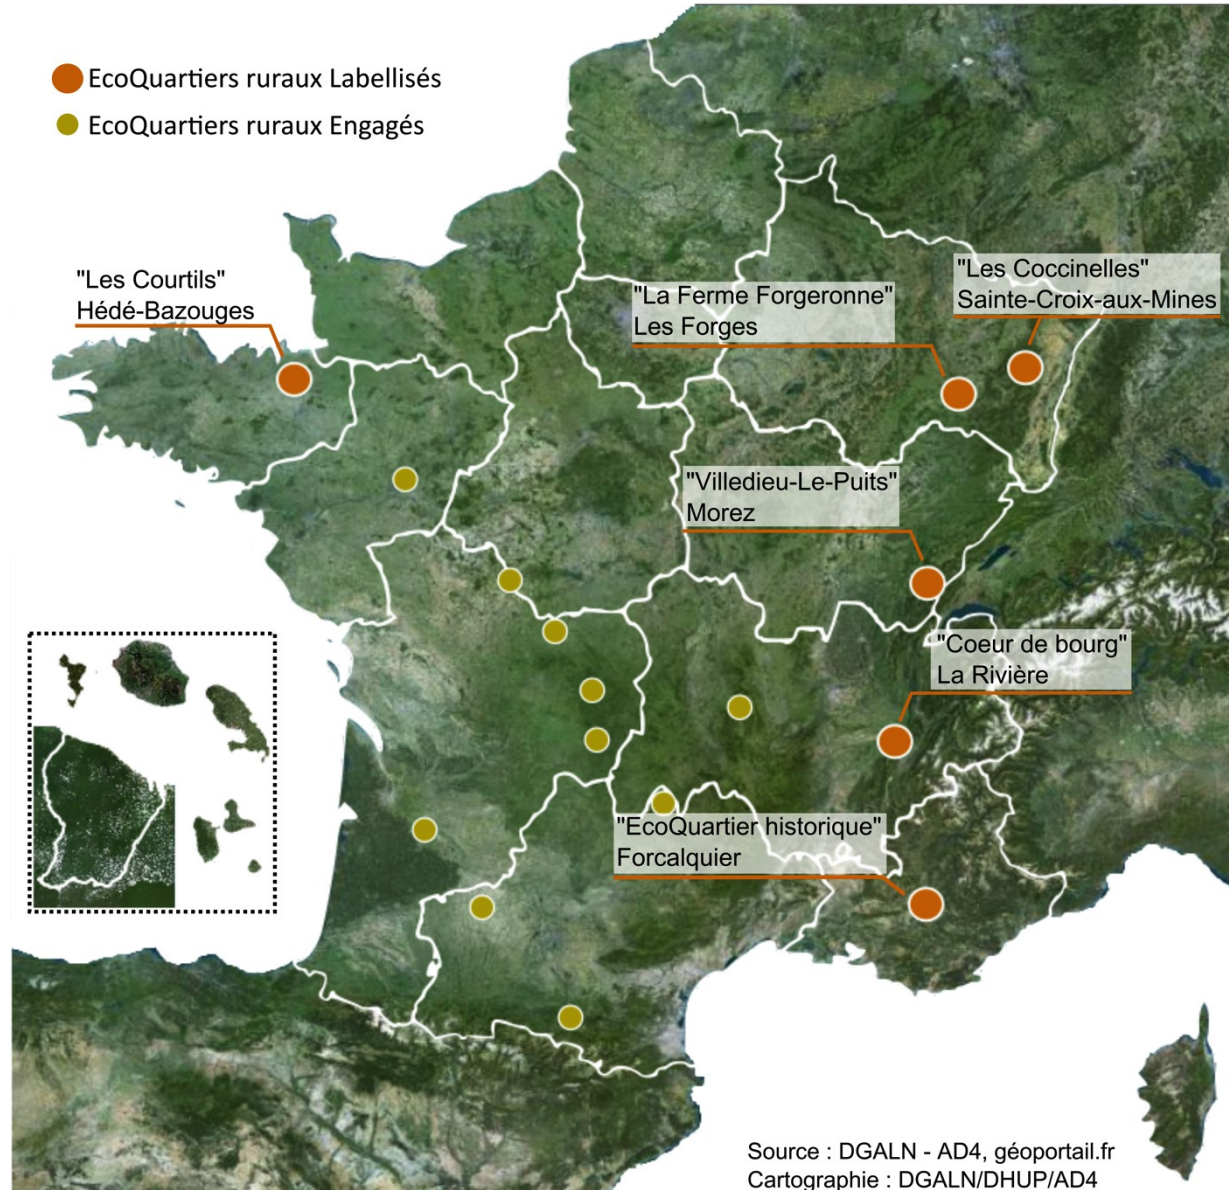 EcoQuartiers ruraux Labellisés
EcoQuartiers ruraux Engagés
"Les Courtils"
Hédé-Bazouges
"La Ferme Forgeronne"
Les Forges
"Les Coccinelles"
Sainte-Croix-aux-Mines
"Villedieu-Le-Puits"
Morez
"Coeur de bourg"
La Rivière
"EcoQuartier historique"
Forcalquier
Source : DGALN - AD4, géoportail.fr
Cartographie : DGALN/DHUP/AD4